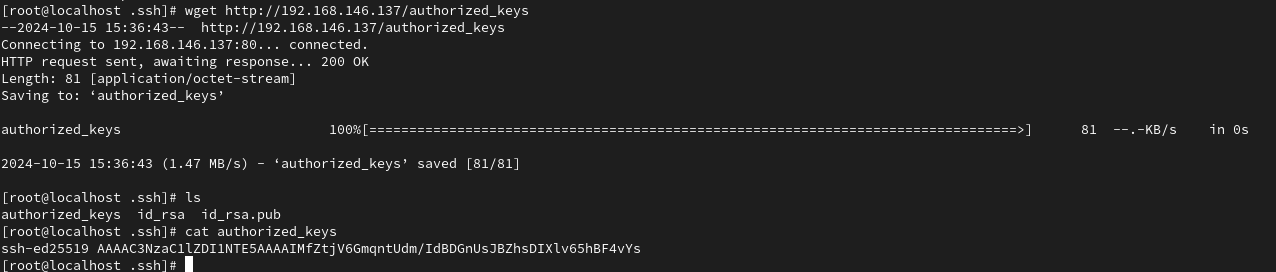 [root@localhost .ssh]# wget http://192.168.146.137/authorized_keys
--2024-10-15 15:36:43--  http://192.168.146.137/authorized_keys
Connecting to 192.168.146.137:80... connected.
HTTP request sent, awaiting response... 200 OK
Length: 81 [application/octet-stream]
Saving to: ‘authorized_keys’
authorized_keys                          100%[=================================================================================>]      81  --.-KB/s    in 0s
2024-10-15 15:36:43 (1.47 MB/s) - ‘authorized_keys’ saved [81/81]
[root@localhost .ssh]# ls
authorized_keys  id_rsa  id_rsa.pub
[root@localhost .ssh]# cat authorized_keys
ssh-ed25519 AAAAC3NzaC1lZDI1NTE5AAAAIMfZtjV6GmqntUdm/IdBDGnUsJBZhsDIXlv65hBF4vYs
[root@localhost .ssh]#